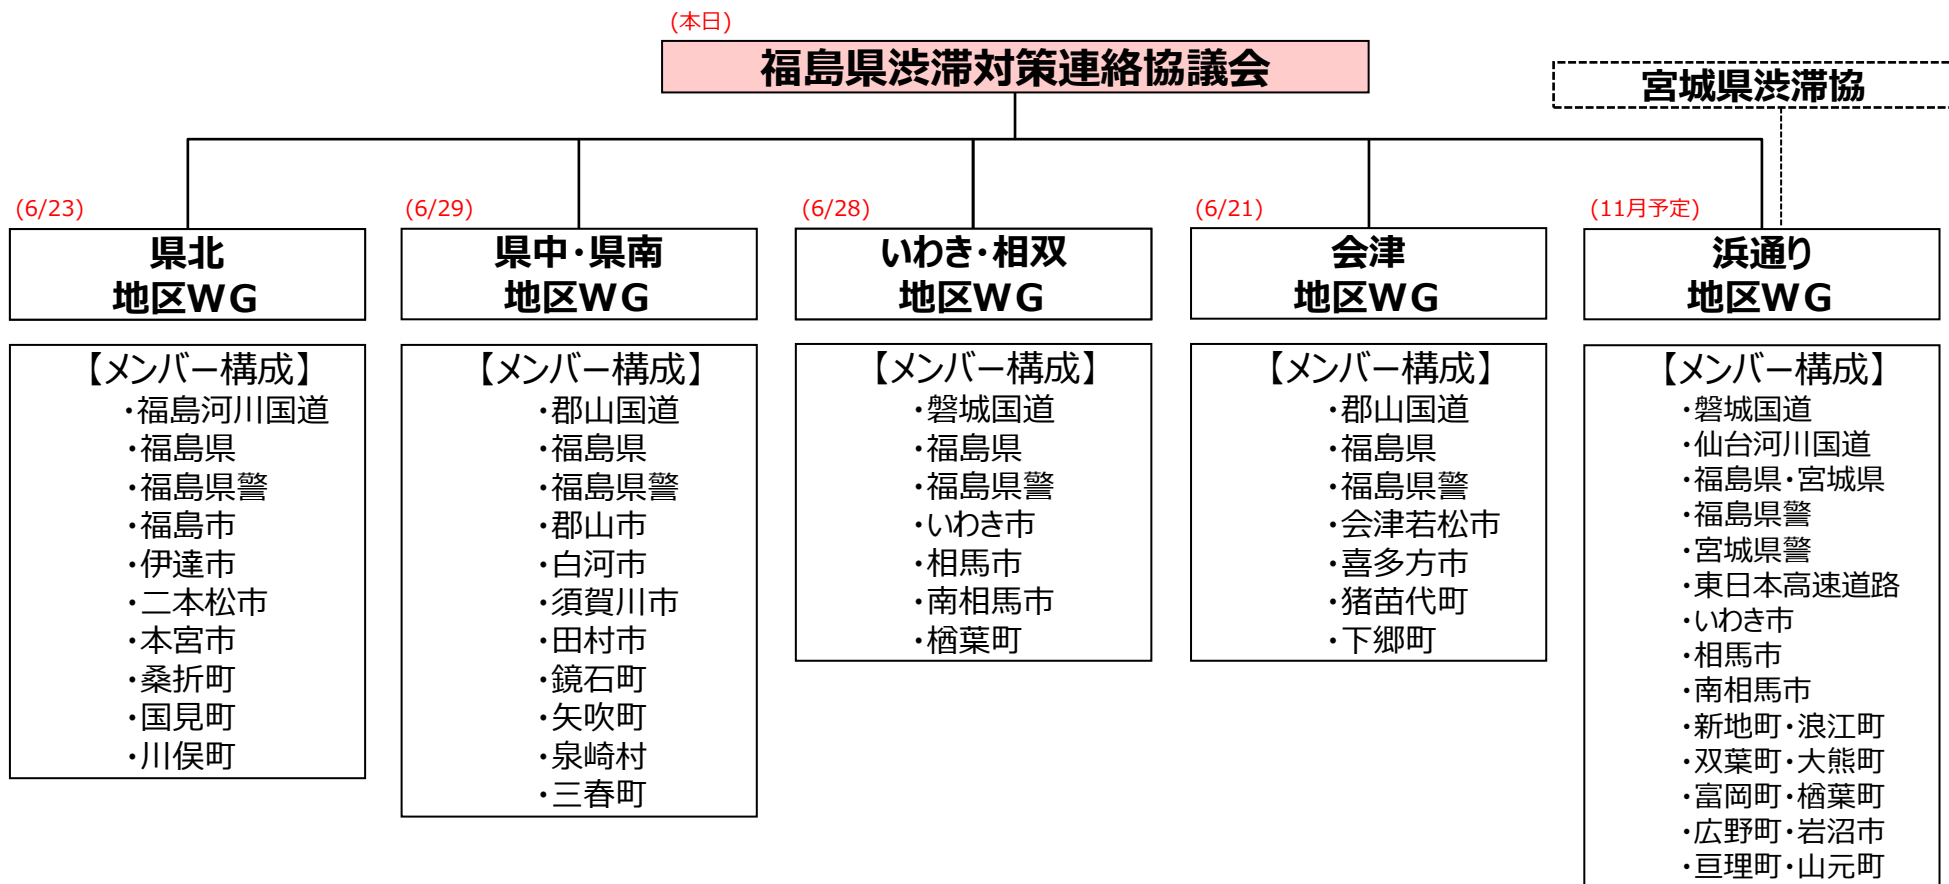 (本日)
福島県渋滞対策連絡協議会
宮城県渋滞協
(6/23)
県北
地区WG
【メンバー構成】
・福島河川国道
・福島県
・福島県警
・福島市
・伊達市
・二本松市
・本宮市
・桑折町
・国見町
・川俣町
(6/29)
県中・県南
地区WG
【メンバー構成】
・郡山国道
・福島県
・福島県警
・郡山市
・白河市
・須賀川市
・田村市
・鏡石町
・矢吹町
・泉崎村
・三春町
(6/28)
いわき・相双
地区WG
【メンバー構成】
・磐城国道
・福島県
・福島県警
・いわき市
・相馬市
・南相馬市
・楢葉町
(6/21)
会津
地区WG
【メンバー構成】
・郡山国道
・福島県
・福島県警
・会津若松市
・喜多方市
・猪苗代町
・下郷町
(11月予定)
浜通り
地区WG
【メンバー構成】
・磐城国道
・仙台河川国道
・福島県・宮城県
・福島県警
・宮城県警
・東日本高速道路
・いわき市
・相馬市
・南相馬市
・新地町・浪江町
・双葉町・大熊町
・富岡町・楢葉町
・広野町・岩沼市
・亘理町・山元町